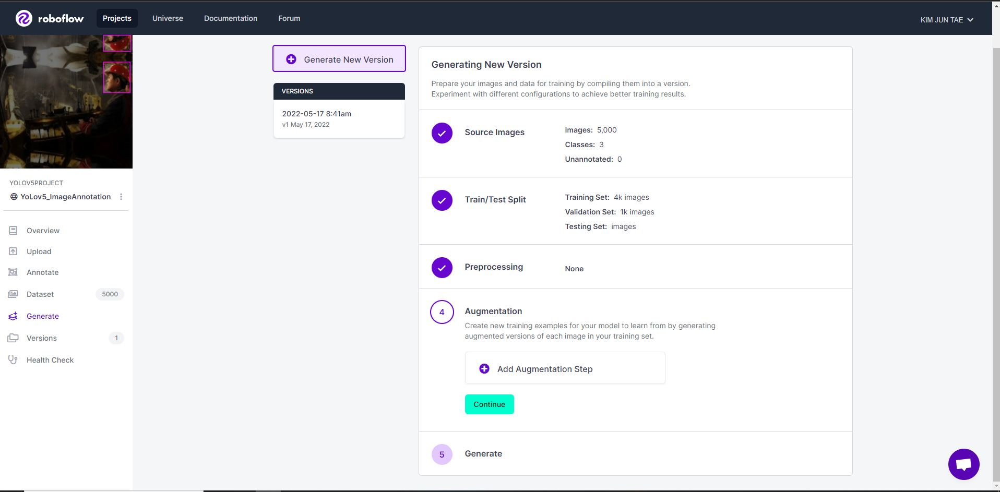 roboflow
Projects
Universe
Documentation
Forum
KIM JUN TAE
YOLOV5PROJECT
YoLov5_ImageAnnotation
Overview
Upload
Annotate
Dataset 5000
Generate
Versions 1
Health Check
Generate New Version
VERSIONS
2022-05-17 8:41am
v1 May 17, 2022
Generating New Version
Prepare your images and data for training by compiling them into a version.
Experiment with different configurations to achieve better training results.
Source Images
Images: 5,000
Classes: 3
Unannotated: 0
Train/Test Split
Training Set: 4k images
Validation Set: 1k images
Testing Set: images
Preprocessing
None
4
Augmentation
Create new training examples for your model to learn from by generating
augmented versions of each image in your training set.
Add Augmentation Step
Continue
5
Generate